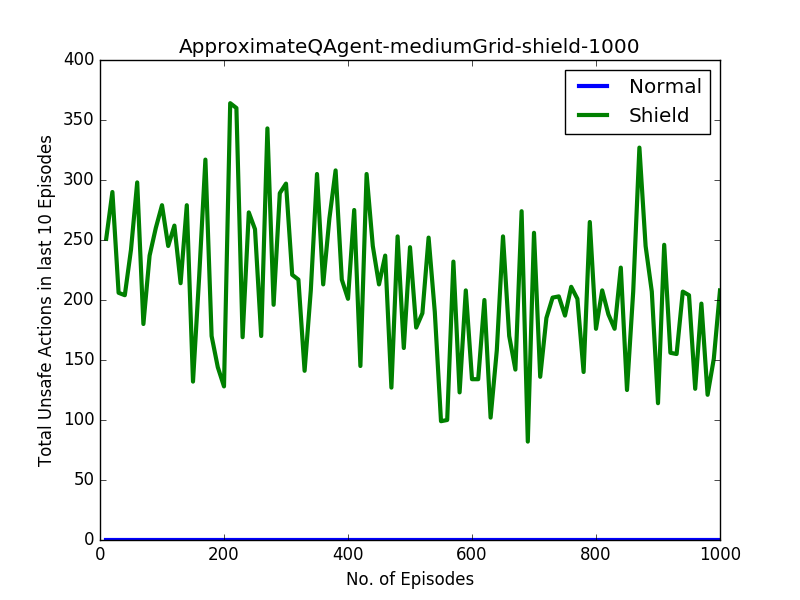 ApproximateQAgent-mediumGrid-shield-1000
Normal
Shield
Total Unsafe Actions in last 10 Episodes
400
350
300
250
200
150
100
50
0
0 200 400 600 800 1000
No. of Episodes